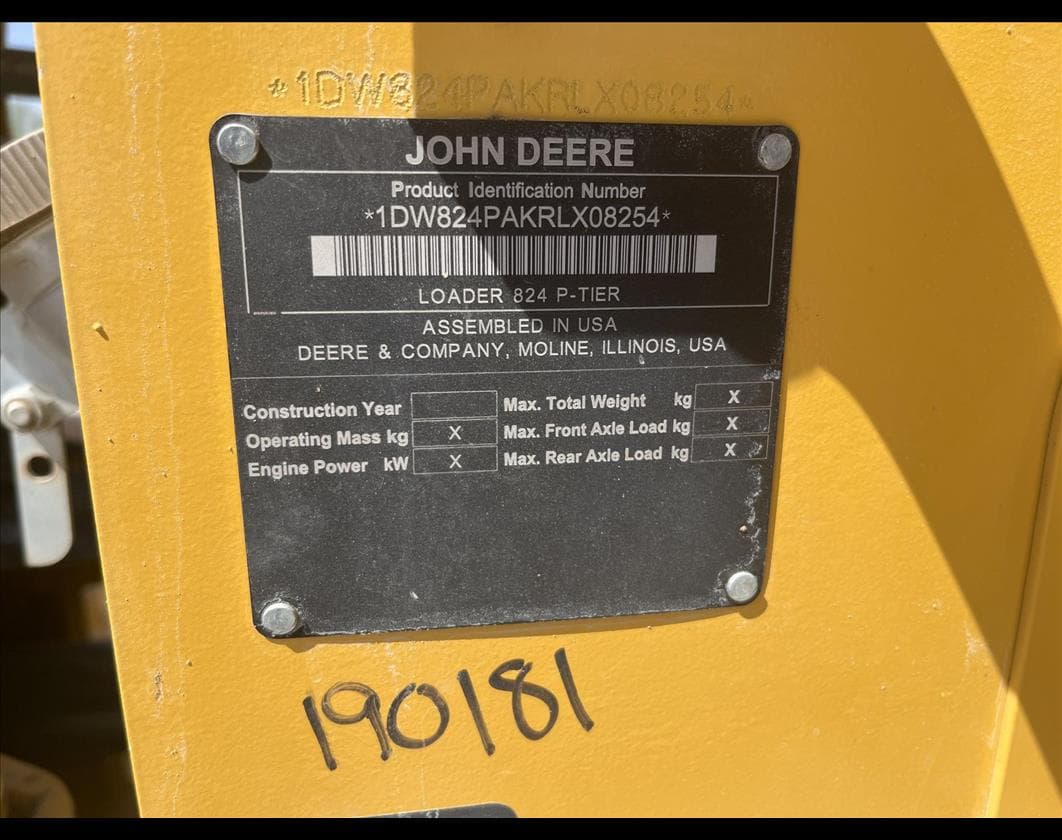 *1DW824PAKRLX08254*
JOHN DEERE
Product Identification Number
*1DW824PAKRLX08254*
LOADER 824 P-TIER
ASSEMBLED IN USA
DEERE & COMPANY, MOLINE, ILLINOIS, USA
Construction Year
Operating Mass kg X
Engine Power kW X
Max. Total Weight kg X
Max. Front Axle Load kg X
Max. Rear Axle Load kg X
190181